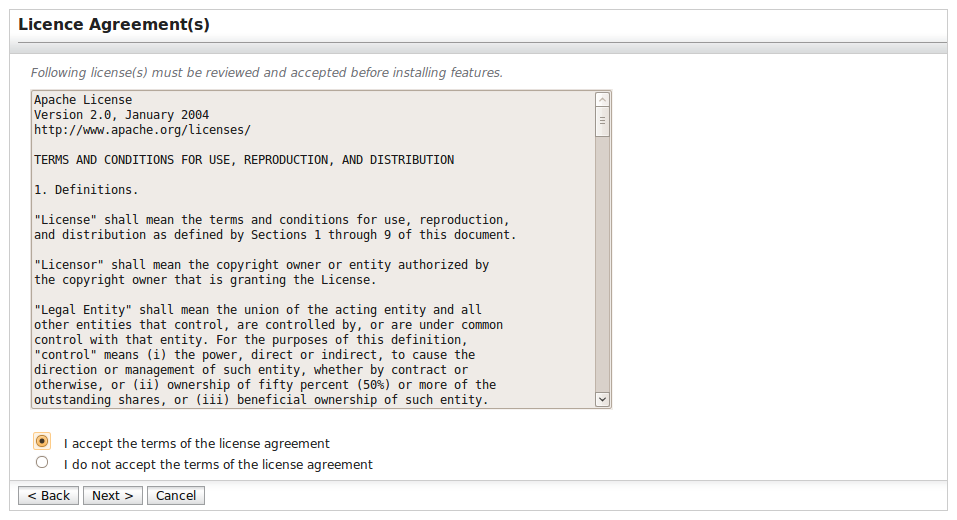 Licence Agreement(s)
Following license(s) must be reviewed and accepted before installing features.
Apache License
Version 2.0, January 2004
http://www.apache.org/licenses/
TERMS AND CONDITIONS FOR USE, REPRODUCTION, AND DISTRIBUTION
1. Definitions.
"License" shall mean the terms and conditions for use, reproduction,
and distribution as defined by Sections 1 through 9 of this document.
"Licensor" shall mean the copyright owner or entity authorized by
the copyright owner that is granting the License.
"Legal Entity" shall mean the union of the acting entity and all
other entities that control, are controlled by, or are under common
control with that entity. For the purposes of this definition,
"control" means (i) the power, direct or indirect, to cause the
direction or management of such entity, whether by contract or
otherwise, or (ii) ownership of fifty percent (50%) or more of the
outstanding shares, or (iii) beneficial ownership of such entity.
I accept the terms of the license agreement
I do not accept the terms of the license agreement
< Back Next > Cancel